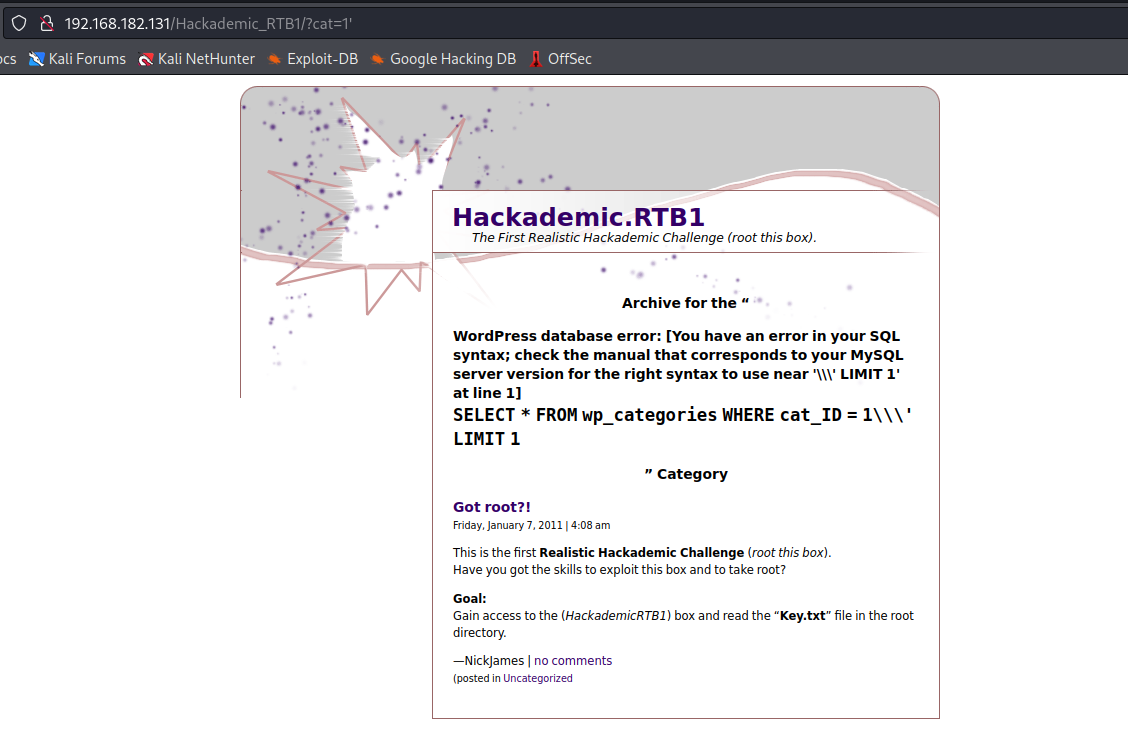 192.168.182.131/Hackademic_RTB1/?cat=1'
ocs Kali Forums Kali NetHunter Exploit-DB Google Hacking DB OffSec
Hackademic.RTB1
The First Realistic Hackademic Challenge (root this box).
Archive for the “
WordPress database error: [You have an error in your SQL
syntax; check the manual that corresponds to your MySQL
server version for the right syntax to use near '\\\' LIMIT 1'
at line 1]
SELECT * FROM wp_categories WHERE cat_ID = 1\\\'
LIMIT 1
” Category
Got root?!
Friday, January 7, 2011 | 4:08 am
This is the first Realistic Hackademic Challenge (root this box).
Have you got the skills to exploit this box and to take root?
Goal:
Gain access to the (HackademicRTB1) box and read the “Key.txt” file in the root
directory.
—NickJames | no comments
(posted in Uncategorized